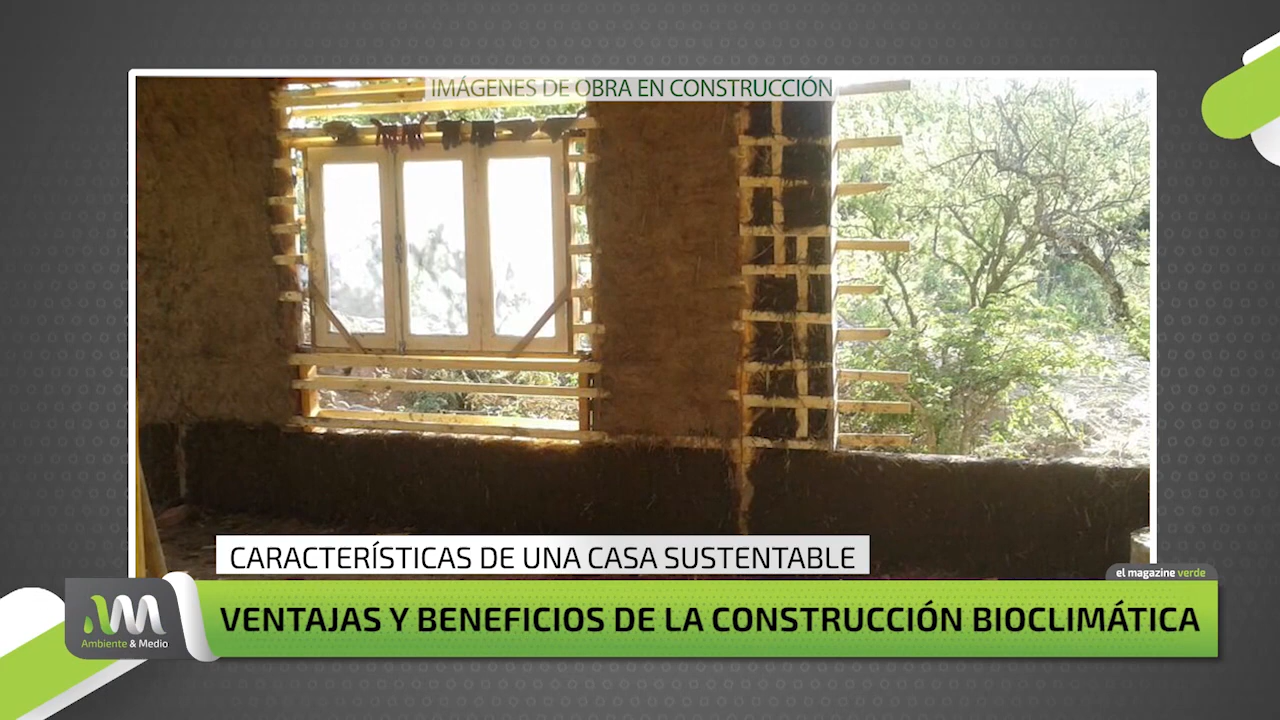 IMÁGENES DE OBRA EN CONSTRUCCIÓN
CARACTERÍSTICAS DE UNA CASA SUSTENTABLE
el magazine verde
VENTAJAS Y BENEFICIOS DE LA CONSTRUCCIÓN BIOCLIMÁTICA
AM
Ambiente & Medio